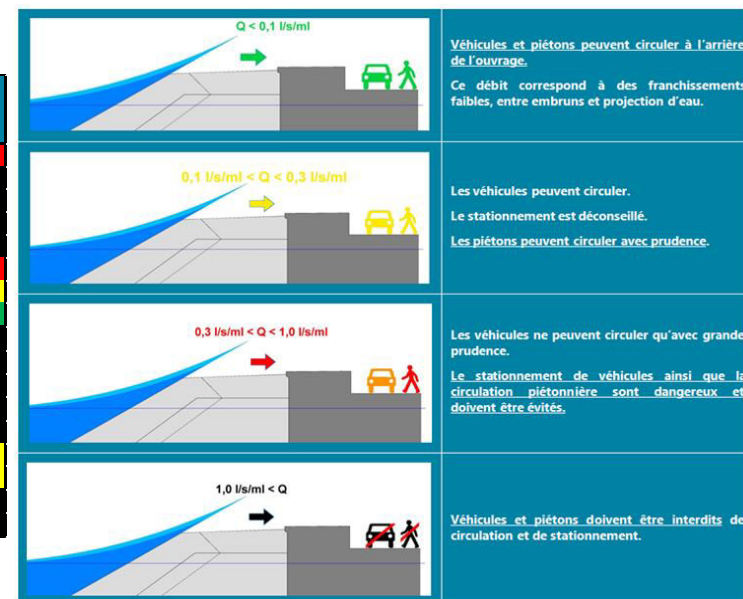 Q < 0,1 l/s/ml
Véhicules et piétons peuvent circuler à l'arrière
de l'ouvrage.
Ce débit correspond à des franchissements
faibles, entre embruns et projection d'eau.
0,1 l/s/ml < Q < 0,3 l/s/ml
Les véhicules peuvent circuler.
Le stationnement est déconseillé.
Les piétons peuvent circuler avec prudence.
0,3 l/s/ml < Q < 1,0 l/s/ml
Les véhicules ne peuvent circuler qu'avec grande
prudence.
Le stationnement de véhicules ainsi que la
circulation piétonnière sont dangereux et
doivent être évités.
1,0 l/s/ml < Q
Véhicules et piétons doivent être interdits de
circulation et de stationnement.